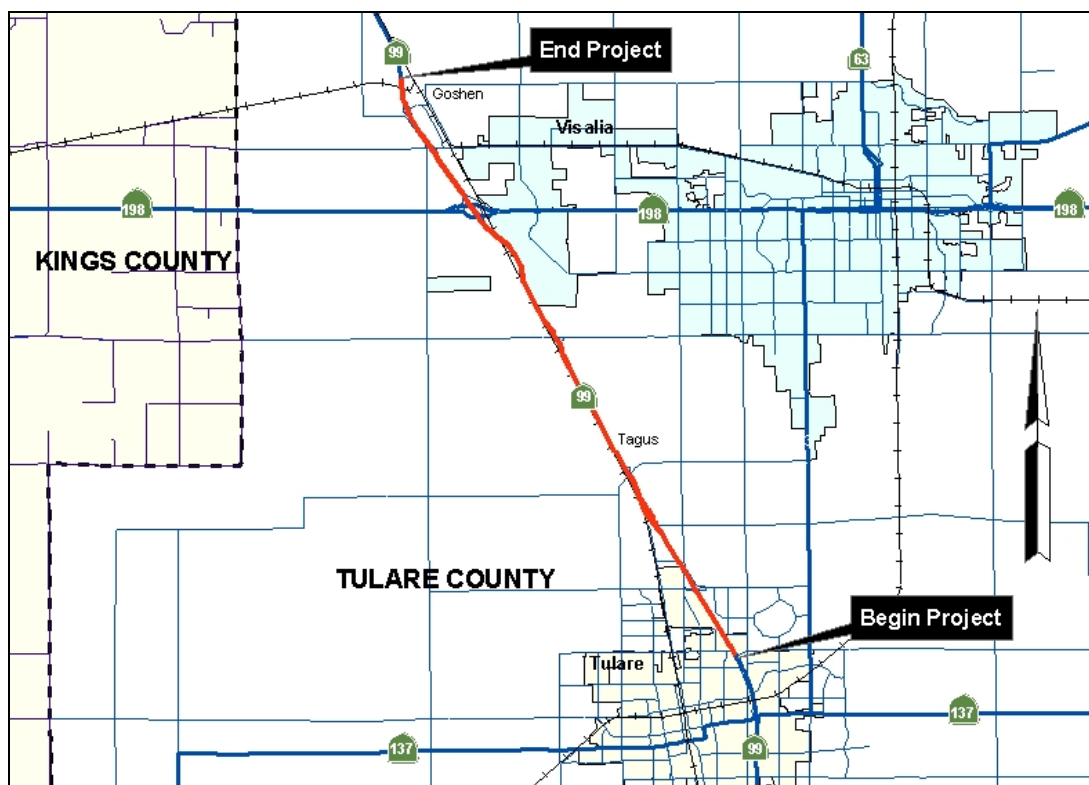 99
End Project
63
Goshen
Visalia
198
198
198
KINGS COUNTY
99
Tagus
TULARE COUNTY
Begin Project
Tulare
137
137
99